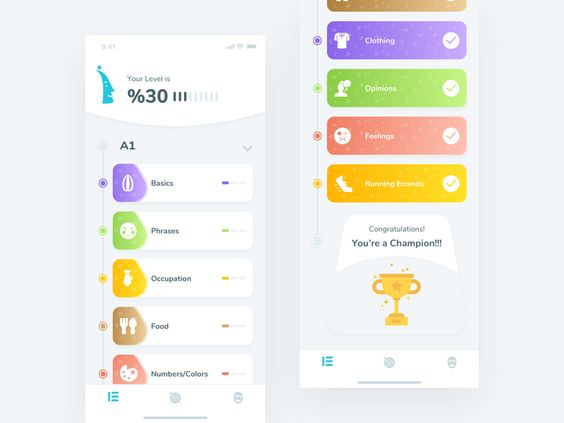 9:41
Your Level is
%30
A1
Basics
Phrases
Occupation
Food
Numbers/Colors
Clothing
Opinions
Feelings
Running Errands
Congratulations!
You're a Champion!!!